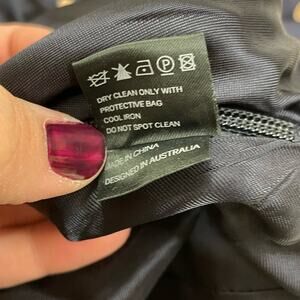 DRY CLEAN ONLY WITH
PROTECTIVE BAG
COOL IRON
DO NOT SPOT CLEAN
MADE IN CHINA
DESIGNED IN AUSTRALIA